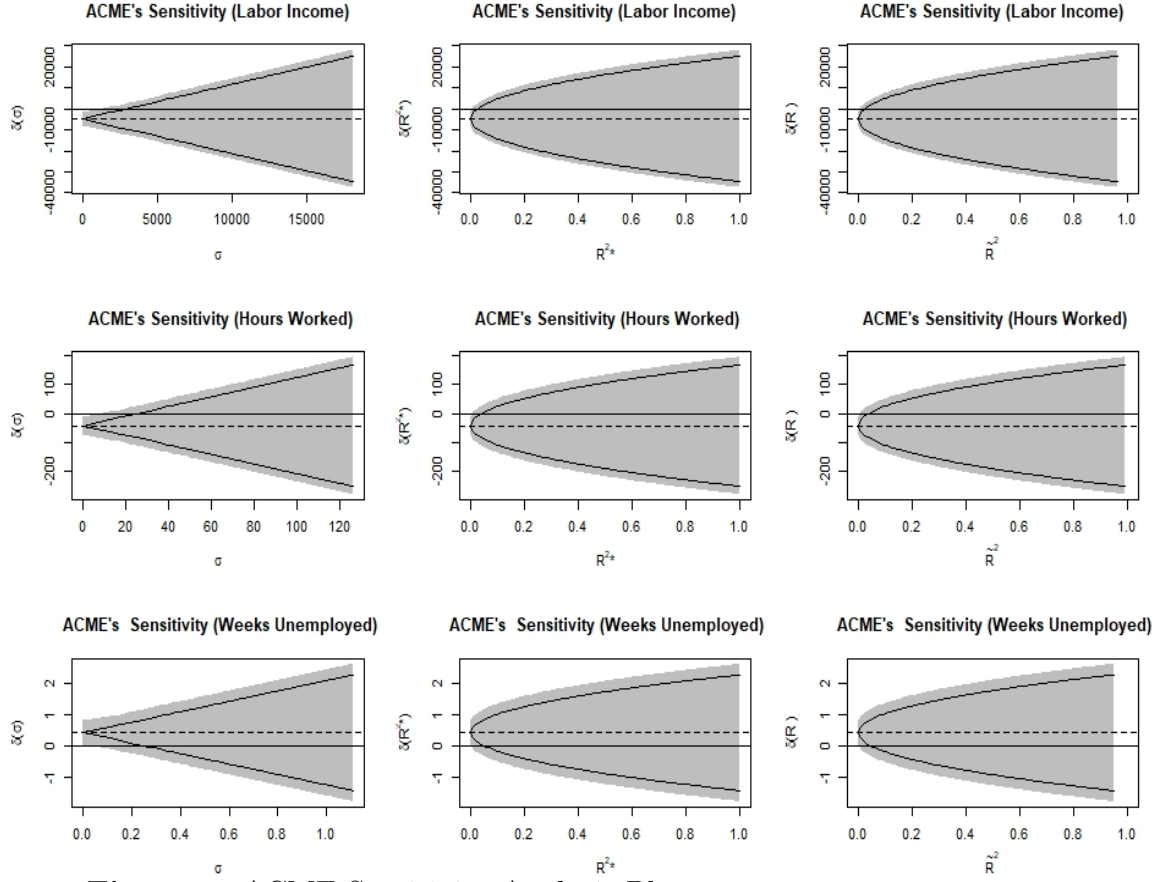 ACME's Sensitivity (Labor Income)
δ(σ)
-40000 -10000 20000
0 5000 10000 15000
σ
ACME's Sensitivity (Labor Income)
δ(R²*)
-40000 -10000 20000
0.0 0.2 0.4 0.6 0.8 1.0
R²*
ACME's Sensitivity (Labor Income)
δ(R )
-40000 -10000 20000
0.0 0.2 0.4 0.6 0.8 1.0
R̃²
ACME's Sensitivity (Hours Worked)
δ(σ)
-200 0 100
0 20 40 60 80 100 120
σ
ACME's Sensitivity (Hours Worked)
δ(R²*)
-200 0 100
0.0 0.2 0.4 0.6 0.8 1.0
R²*
ACME's Sensitivity (Hours Worked)
δ(R )
-200 0 100
0.0 0.2 0.4 0.6 0.8 1.0
R̃²
ACME's Sensitivity (Weeks Unemployed)
δ(σ)
-1 0 1 2
0.0 0.2 0.4 0.6 0.8 1.0
σ
ACME's Sensitivity (Weeks Unemployed)
δ(R²*)
-1 0 1 2
0.0 0.2 0.4 0.6 0.8 1.0
R²*
ACME's Sensitivity (Weeks Unemployed)
δ(R )
-1 0 1 2
0.0 0.2 0.4 0.6 0.8 1.0
R̃²
ACME Sensitivity Analysis